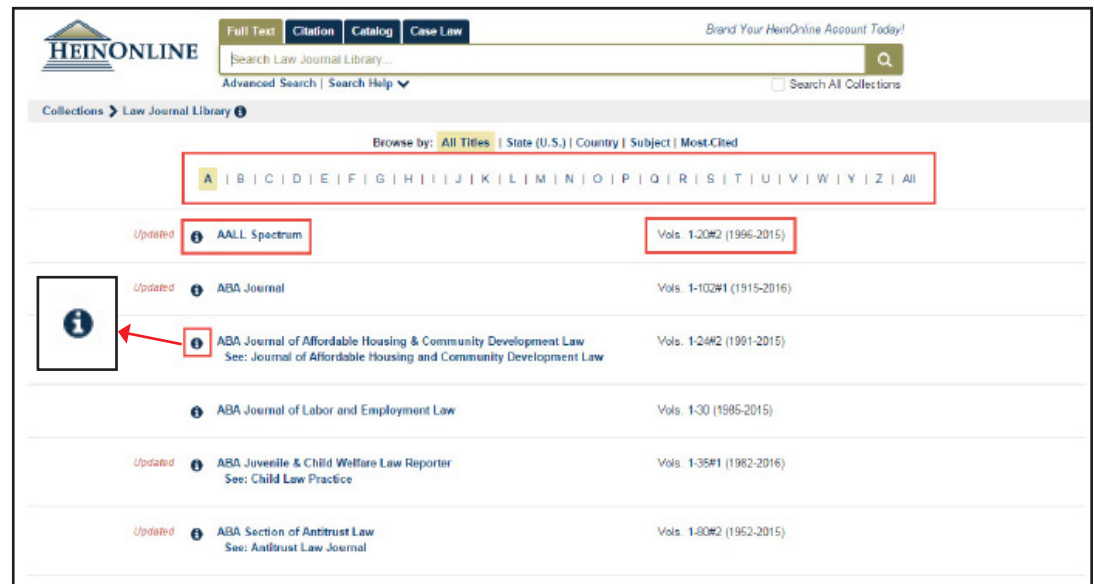 HEINONLINE
Full Text Citation Catalog Case Law
Brand Your HeinOnline Account Today!
Search Law Journal Library...
Advanced Search | Search Help
Search All Collections
Collections > Law Journal Library
Browse by: All Titles | State (U.S.) | Country | Subject | Most-Cited
A | B | C | D | E | F | G | H | I | J | K | L | M | N | O | P | Q | R | S | T | U | V | W | Y | Z | All
Updated AALL Spectrum Vols. 1-20#2 (1996-2015)
Updated ABA Journal Vols. 1-102#1 (1915-2016)
ABA Journal of Affordable Housing & Community Development Law Vols. 1-24#2 (1991-2015)
See: Journal of Affordable Housing and Community Development Law
ABA Journal of Labor and Employment Law Vols. 1-30 (1985-2015)
Updated ABA Juvenile & Child Welfare Law Reporter Vols. 1-35#1 (1982-2016)
See: Child Law Practice
Updated ABA Section of Antitrust Law Vols. 1-80#2 (1952-2015)
See: Antitrust Law Journal